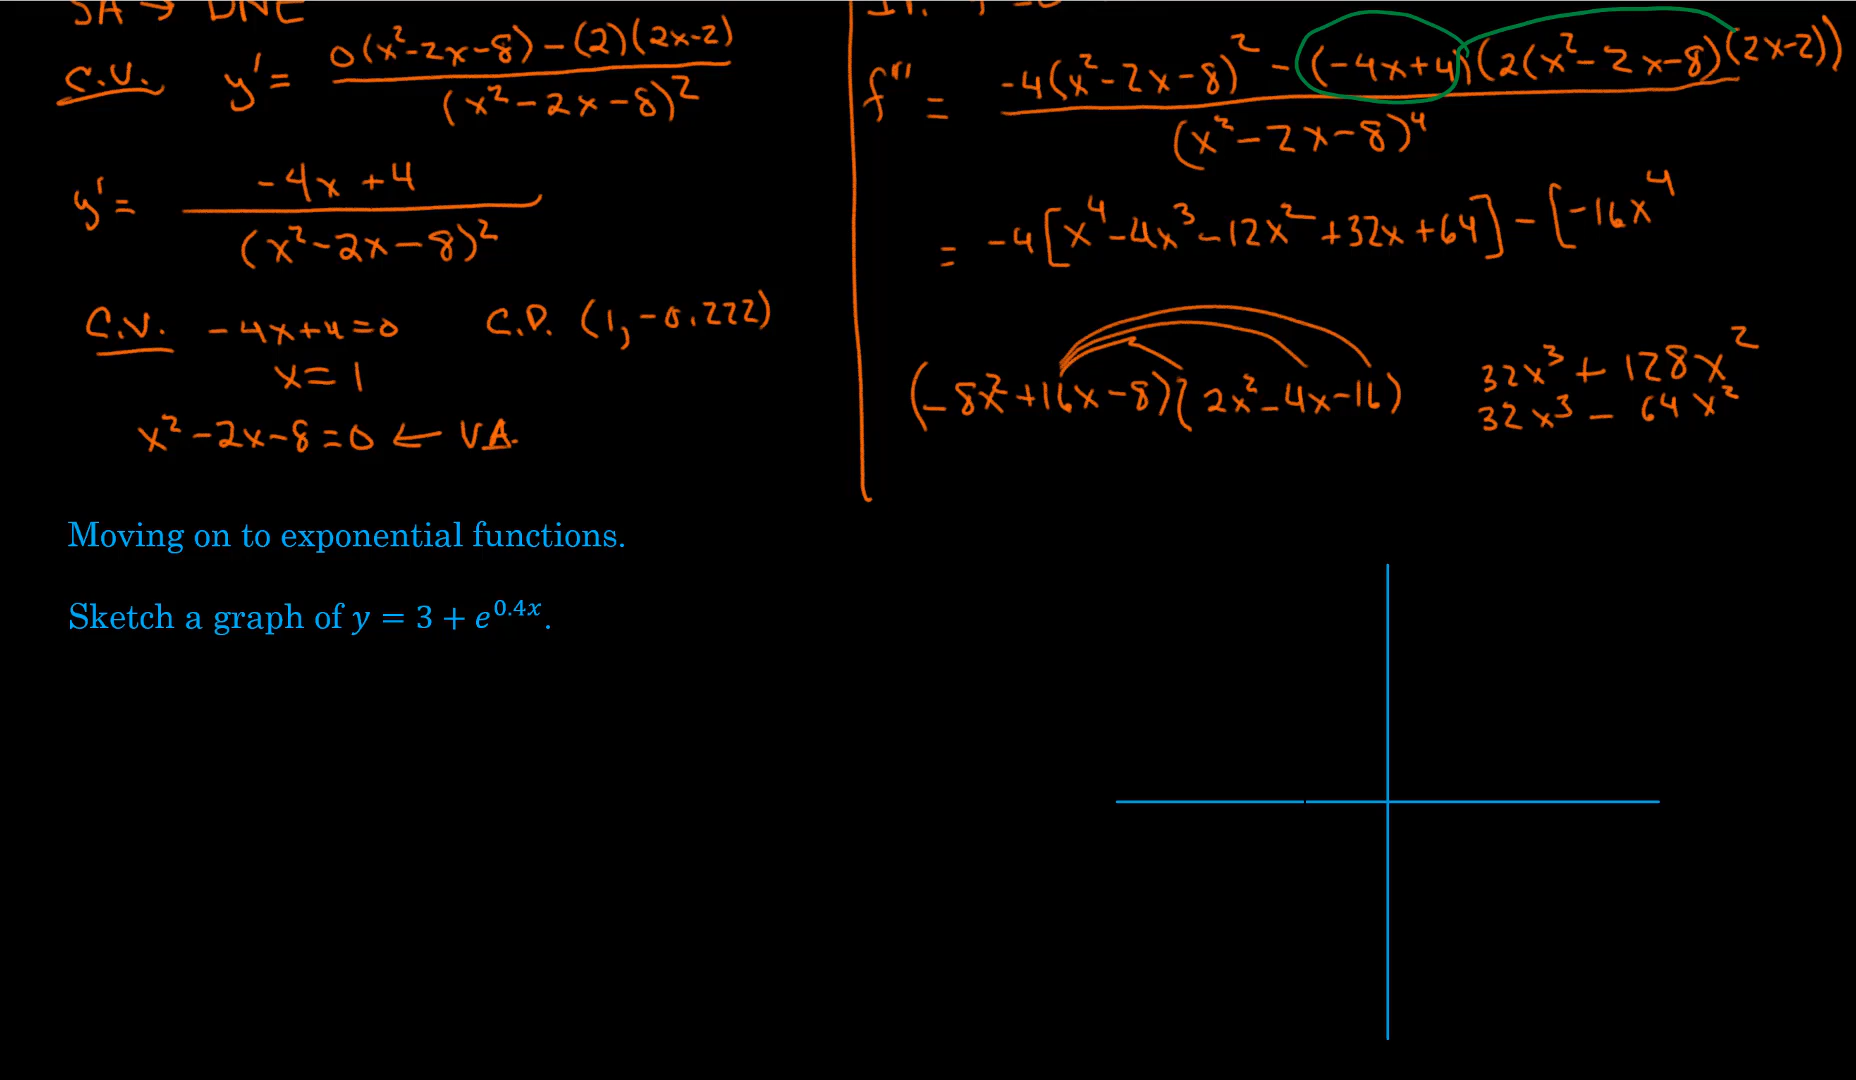 SA → DNE
C.V. y' = 0(x²-2x-8) - (2)(2x-2) / (x²-2x-8)²
y' = -4x+4 / (x²-2x-8)²
C.V. -4x+4=0 C.P. (1, -0.222)
x = 1
x²-2x-8=0 ← V.A.
f'' = -4(x²-2x-8)² - (-4x+4)(2(x²-2x-8)(2x-2)) / (x²-2x-8)⁴
= -4[x⁴-4x³-12x²+32x+64] - [-16x⁴
(-8x²+16x-8)(2x²-4x-16)
32x³ + 128x²
32x³ - 64x²
Moving on to exponential functions.
Sketch a graph of y = 3 + e^{0.4x}.